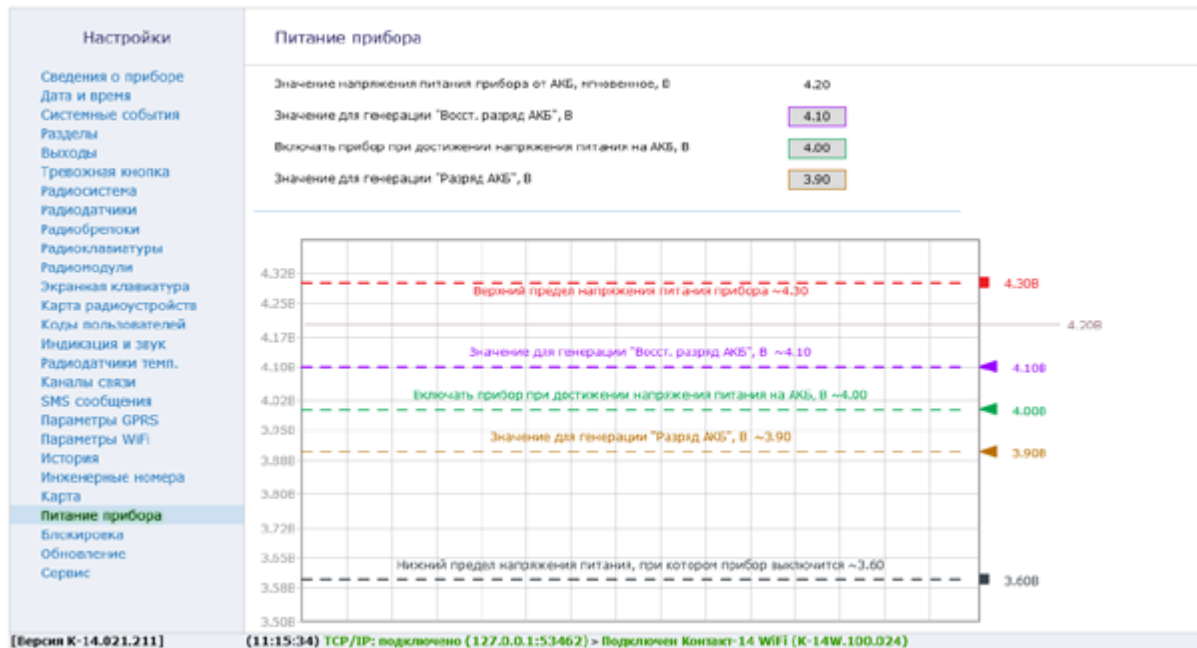 Настройки
Сведения о приборе
Дата и время
Системные события
Разделы
Выходы
Тревожная кнопка
Радиосистема
Радиодатчики
Радиобрелоки
Радиоклавиатуры
Радиомодули
Экранная клавиатура
Карта радиоустройств
Коды пользователей
Индикация и звук
Радиодатчики темп.
Каналы связи
SMS сообщения
Параметры GPRS
Параметры WiFi
История
Инженерные номера
Карта
Питание прибора
Блокировка
Обновление
Сервис
Питание прибора
Значение напряжения питания прибора от АКБ, мгновенное, В 4.20
Значение для генерации "Восст. разряд АКБ", В 4.10
Включать прибор при достижении напряжения питания на АКБ, В 4.00
Значение для генерации "Разряд АКБ", В 3.90
4.32В
Верхний предел напряжения питания прибора ~4.30 4.30В
4.25В
4.20В
4.17В
Значение для генерации "Восст. разряд АКБ", В ~4.10
4.10В 4.10В
Включать прибор при достижении напряжения питания на АКБ, В ~4.00
4.02В 4.00В
3.95В
Значение для генерации "Разряд АКБ", В ~3.90
3.88В 3.90В
3.80В
3.72В
3.65В
Нижний предел напряжения питания, при котором прибор выключится ~3.60
3.58В 3.60В
3.50В
[Версия К-14.021.211] (11:15:34) TCP/IP: подключено (127.0.0.1:53462) > Подключен Контакт-14 WiFi (K-14W.100.024)